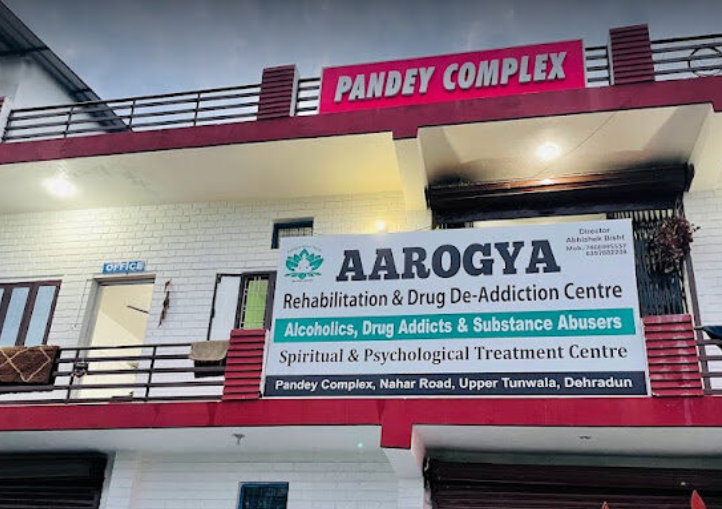 PANDEY COMPLEX
OFFICE
Director
Abhishek Bisht
AAROGYA
Rehabilitation & Drug De-Addiction Centre
Alcoholics, Drug Addicts & Substance Abusers
Spiritual & Psychological Treatment Centre
Pandey Complex, Nahar Road, Upper Tunwala, Dehradun